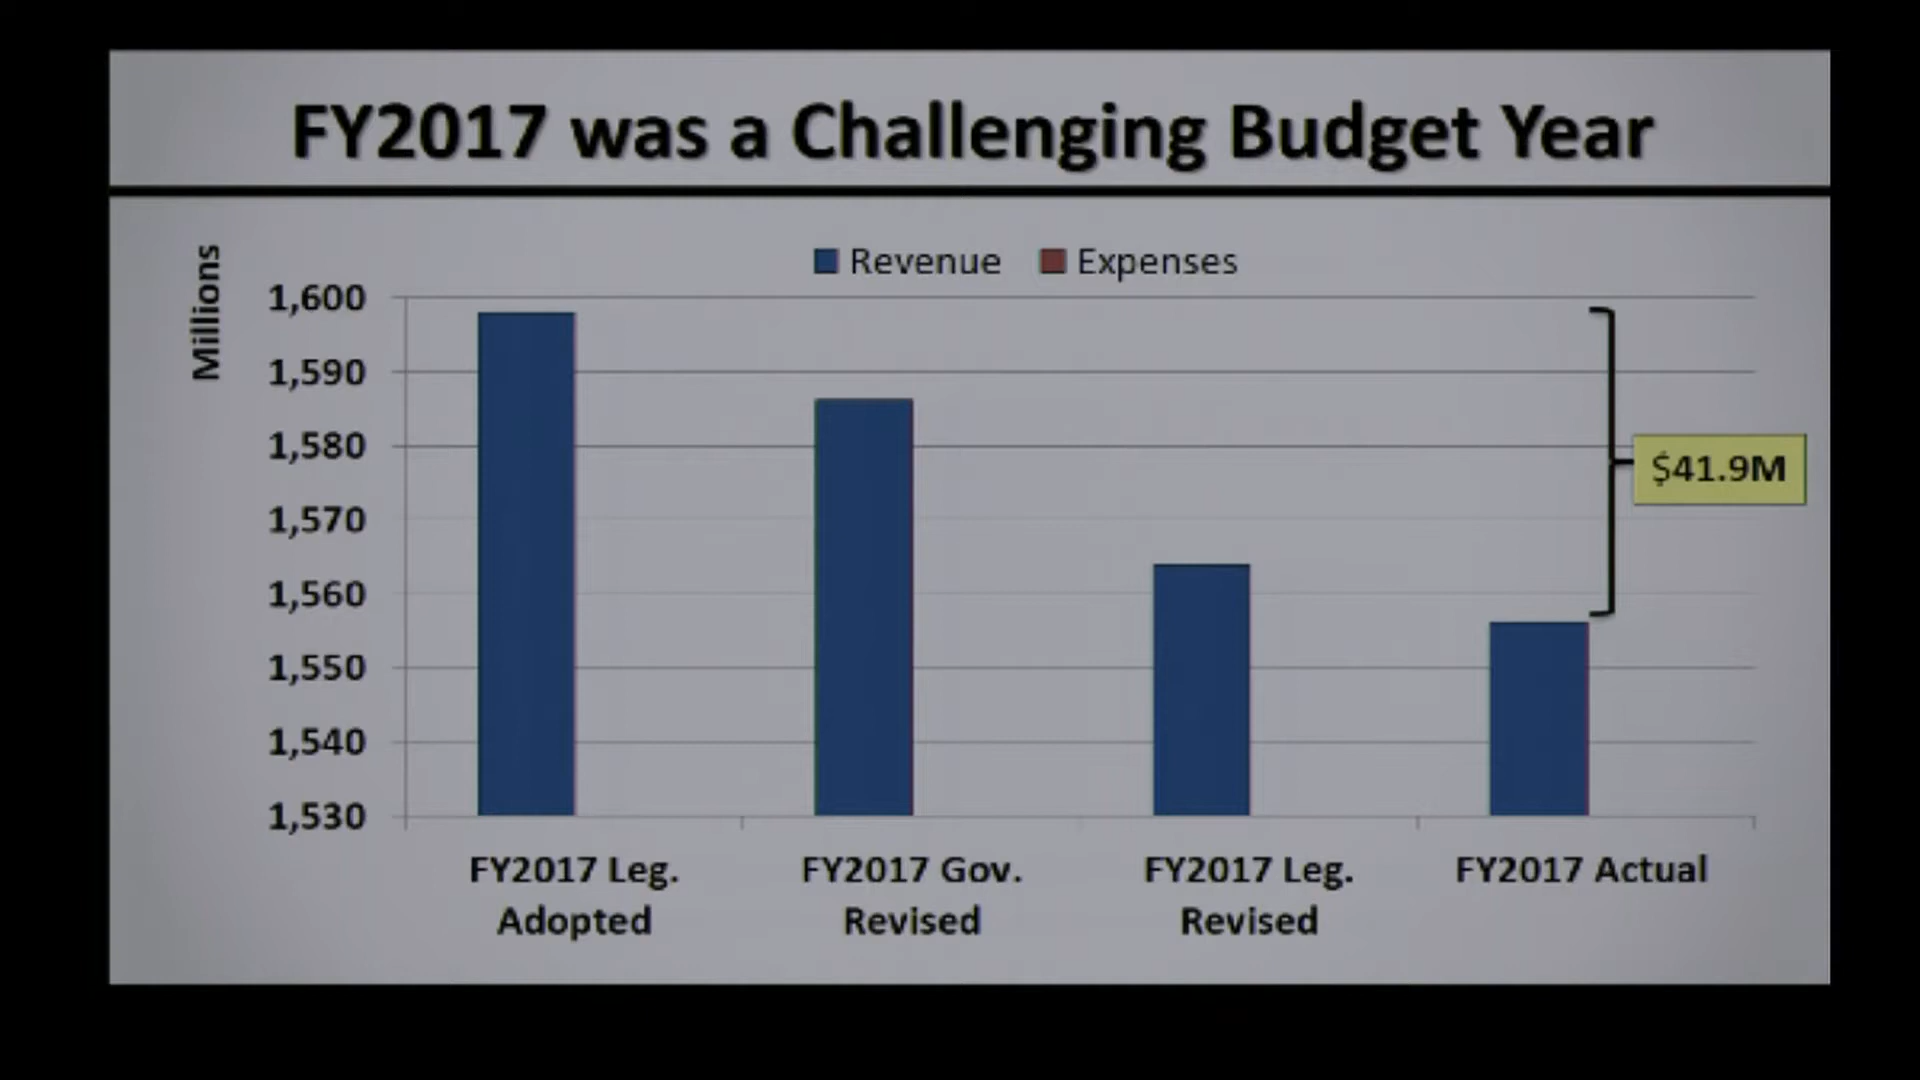 FY2017 was a Challenging Budget Year
Revenue Expenses
Millions
1,600
1,590
1,580
1,570
1,560
1,550
1,540
1,530
$41.9M
FY2017 Leg. Adopted
FY2017 Gov. Revised
FY2017 Leg. Revised
FY2017 Actual